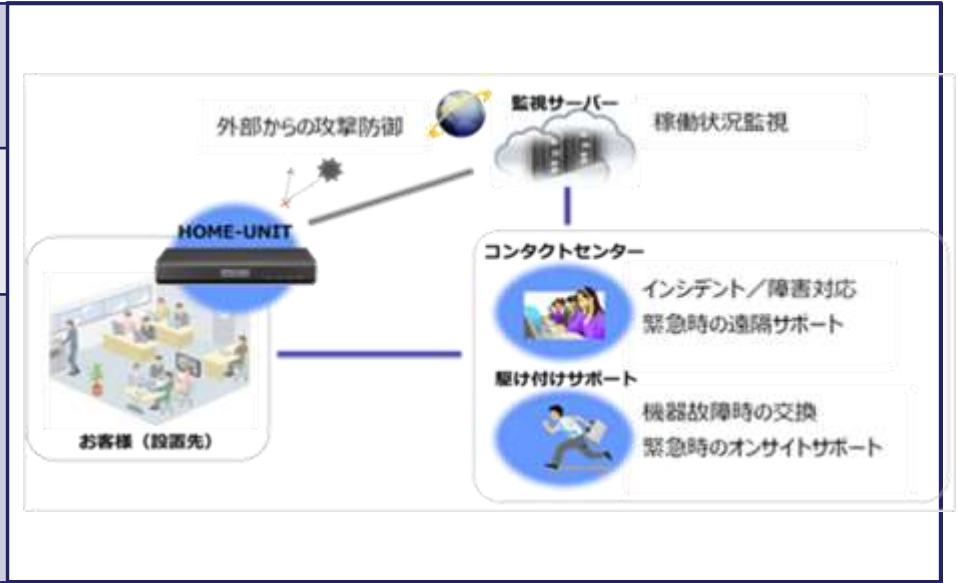 監視サーバー
外部からの攻撃防御
稼働状況監視
HOME-UNIT
コンタクトセンター
インシデント／障害対応
緊急時の遠隔サポート
駆け付けサポート
機器故障時の交換
緊急時のオンサイトサポート
お客様（設置先）